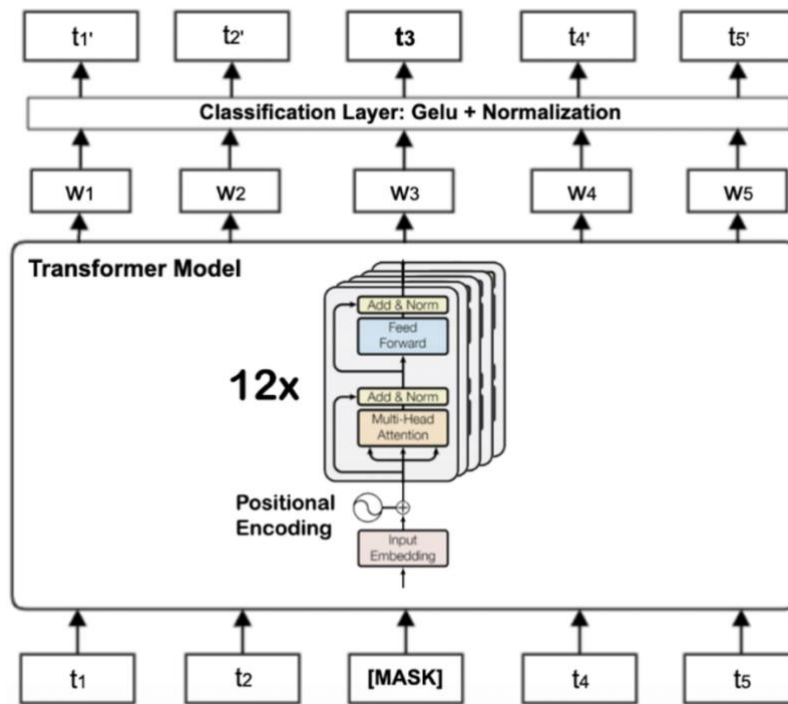 t1' t2' t3 t4' t5'
Classification Layer: Gelu + Normalization
w1 w2 w3 w4 w5
Transformer Model
Add & Norm
Feed
Forward
12x
Add & Norm
Multi-Head
Attention
Positional
Encoding
Input
Embedding
t1 t2 [MASK] t4 t5